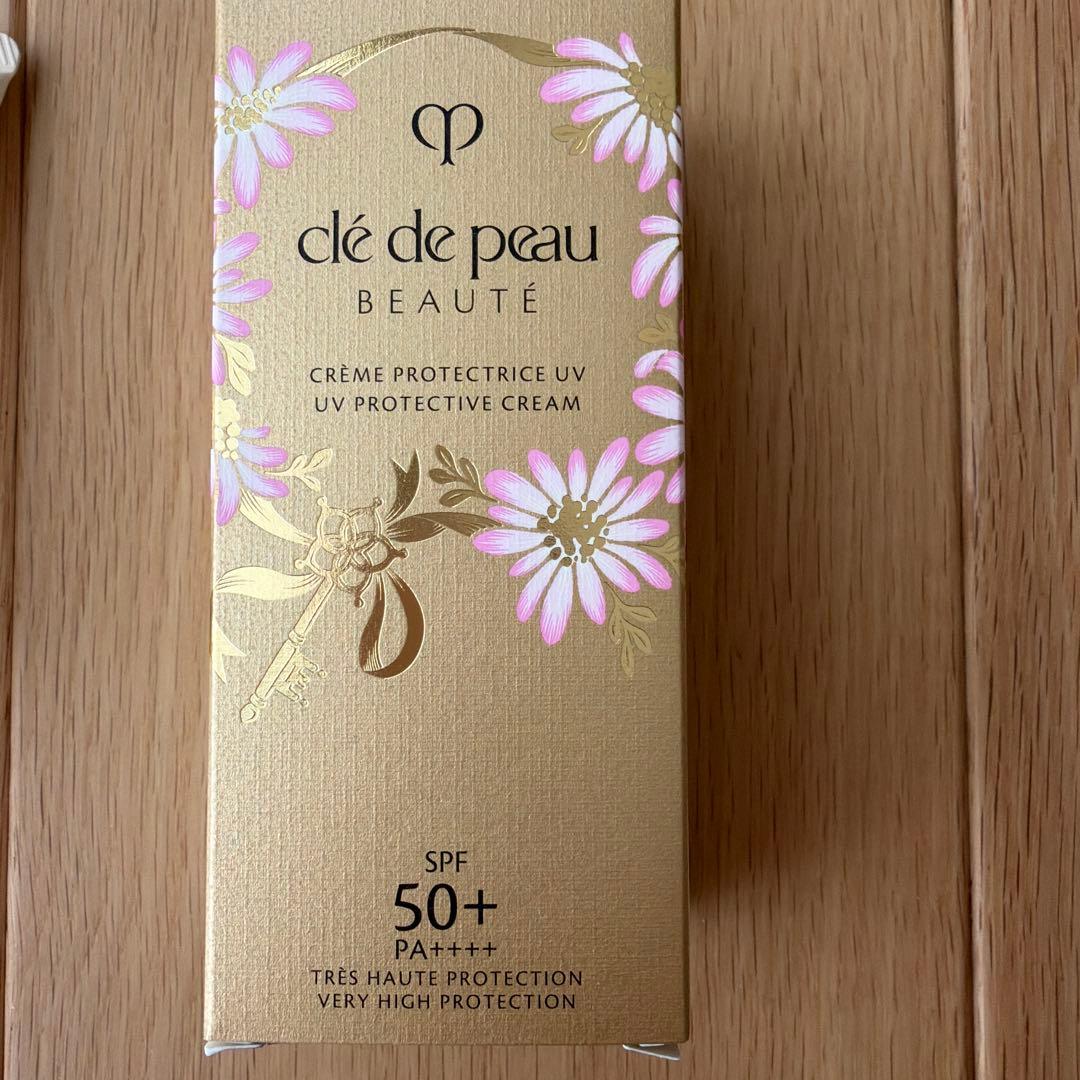 clé de peau
BEAUTÉ
CRÈME PROTECTRICE UV
UV PROTECTIVE CREAM
SPF
50+
PA++++
TRÈS HAUTE PROTECTION
VERY HIGH PROTECTION